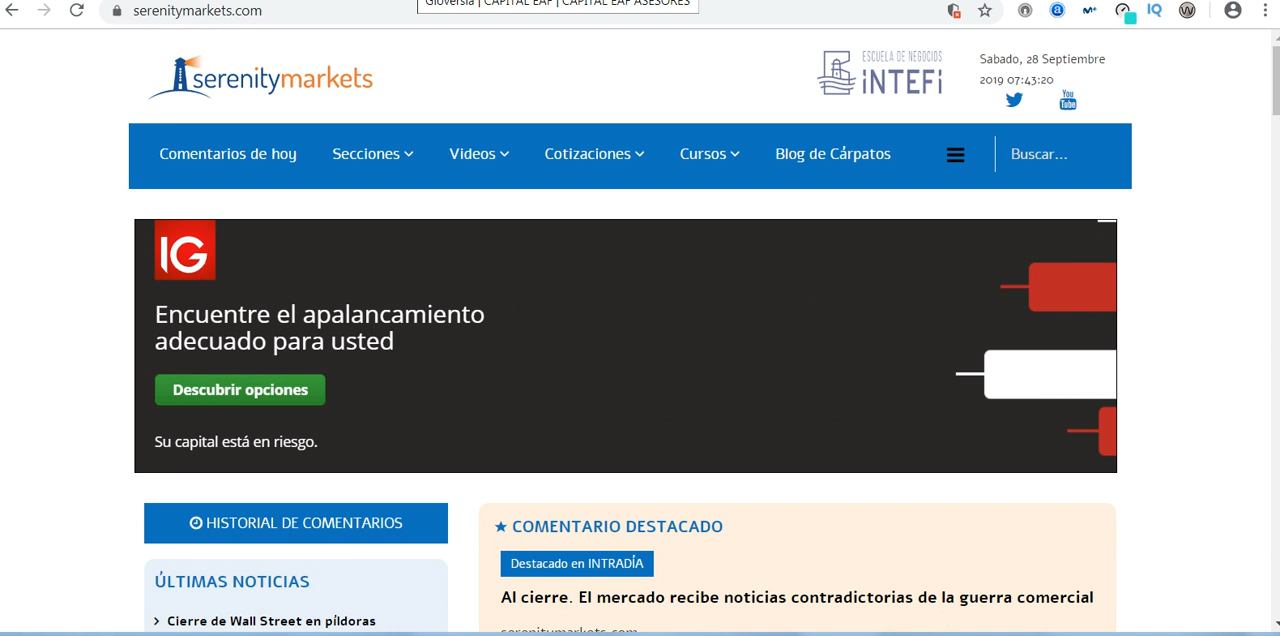 Gloversia | CAPITAL EAF | CAPITAL EAF ASESORES
serenitymarkets.com
serenitymarkets
ESCUELA DE NEGOCIOS
INTEFi
Sabado, 28 Septiembre
2019 07:43:20
You
Tube
Comentarios de hoy
Secciones
Videos
Cotizaciones
Cursos
Blog de Cárpatos
Buscar...
IG
Encuentre el apalancamiento
adecuado para usted
Descubrir opciones
Su capital está en riesgo.
HISTORIAL DE COMENTARIOS
ÚLTIMAS NOTICIAS
Cierre de Wall Street en píldoras
COMENTARIO DESTACADO
Destacado en INTRADÍA
Al cierre. El mercado recibe noticias contradictorias de la guerra comercial
serenitymarkets.com